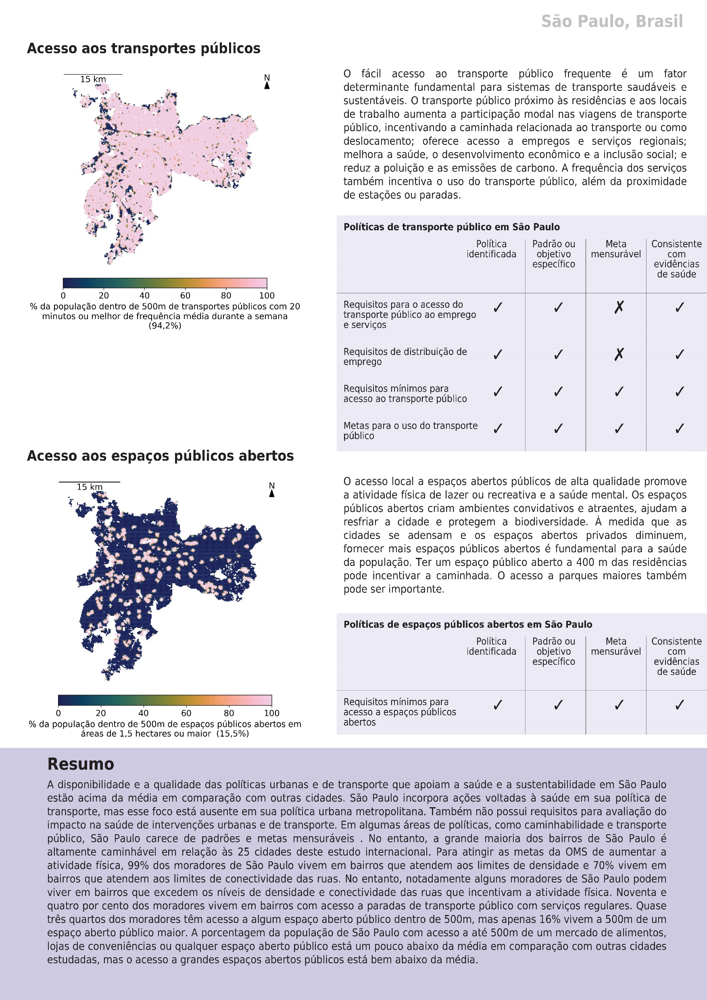 São Paulo, Brasil
Acesso aos transportes públicos
15 km
N
0 20 40 60 80 100
% da população dentro de 500m de transportes públicos com 20
minutos ou melhor de frequência média durante a semana
(94,2%)
O fácil acesso ao transporte público frequente é um fator
determinante fundamental para sistemas de transporte saudáveis e
sustentáveis. O transporte público próximo às residências e aos locais
de trabalho aumenta a participação modal nas viagens de transporte
público, incentivando a caminhada relacionada ao transporte ou como
deslocamento; oferece acesso a empregos e serviços regionais;
melhora a saúde, o desenvolvimento econômico e a inclusão social; e
reduz a poluição e as emissões de carbono. A frequência dos serviços
também incentiva o uso do transporte público, além da proximidade
de estações ou paradas.
Políticas de transporte público em São Paulo
Política
identificada
Padrão ou
objetivo
específico
Meta
mensurável
Consistente
com
evidências
de saúde
Requisitos para o acesso do
transporte público ao emprego
e serviços
✓ ✓ ✗ ✓
Requisitos de distribuição de
emprego
✓ ✓ ✗ ✓
Requisitos mínimos para
acesso ao transporte público
✓ ✓ ✓ ✓
Metas para o uso do transporte
público
✓ ✓ ✓ ✓
Acesso aos espaços públicos abertos
15 km
N
0 20 40 60 80 100
% da população dentro de 500m de espaços públicos abertos em
áreas de 1,5 hectares ou maior (15,5%)
O acesso local a espaços abertos públicos de alta qualidade promove
a atividade física de lazer ou recreativa e a saúde mental. Os espaços
públicos abertos criam ambientes convidativos e atraentes, ajudam a
resfriar a cidade e protegem a biodiversidade. À medida que as
cidades se adensam e os espaços abertos privados diminuem,
fornecer mais espaços públicos abertos é fundamental para a saúde
da população. Ter um espaço público aberto a 400 m das residências
pode incentivar a caminhada. O acesso a parques maiores também
pode ser importante.
Políticas de espaços públicos abertos em São Paulo
Política
identificada
Padrão ou
objetivo
específico
Meta
mensurável
Consistente
com
evidências
de saúde
Requisitos mínimos para
acesso a espaços públicos
abertos
✓ ✓ ✓ ✓
Resumo
A disponibilidade e a qualidade das políticas urbanas e de transporte que apoiam a saúde e a sustentabilidade em São Paulo
estão acima da média em comparação com outras cidades. São Paulo incorpora ações voltadas à saúde em sua política de
transporte, mas esse foco está ausente em sua política urbana metropolitana. Também não possui requisitos para avaliação do
impacto na saúde de intervenções urbanas e de transporte. Em algumas áreas de políticas, como caminhabilidade e transporte
público, São Paulo carece de padrões e metas mensuráveis . No entanto, a grande maioria dos bairros de São Paulo é
altamente caminhável em relação às 25 cidades deste estudo internacional. Para atingir as metas da OMS de aumentar a
atividade física, 99% dos moradores de São Paulo vivem em bairros que atendem aos limites de densidade e 70% vivem em
bairros que atendem aos limites de conectividade das ruas. No entanto, notadamente alguns moradores de São Paulo podem
viver em bairros que excedem os níveis de densidade e conectividade das ruas que incentivam a atividade física. Noventa e
quatro por cento dos moradores vivem em bairros com acesso a paradas de transporte público com serviços regulares. Quase
três quartos dos moradores têm acesso a algum espaço aberto público dentro de 500m, mas apenas 16% vivem a 500m de um
espaço aberto público maior. A porcentagem da população de São Paulo com acesso a até 500m de um mercado de alimentos,
lojas de conveniências ou qualquer espaço aberto público está um pouco abaixo da média em comparação com outras cidades
estudadas, mas o acesso a grandes espaços abertos públicos está bem abaixo da média.